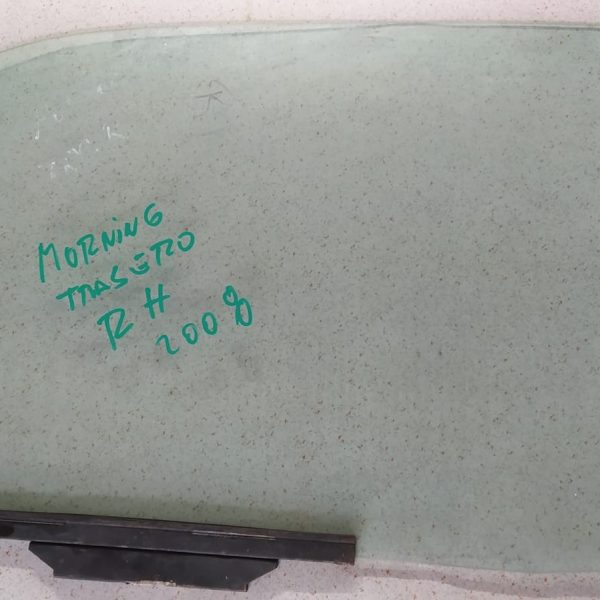 MORNING
TRASERO
RH
2008